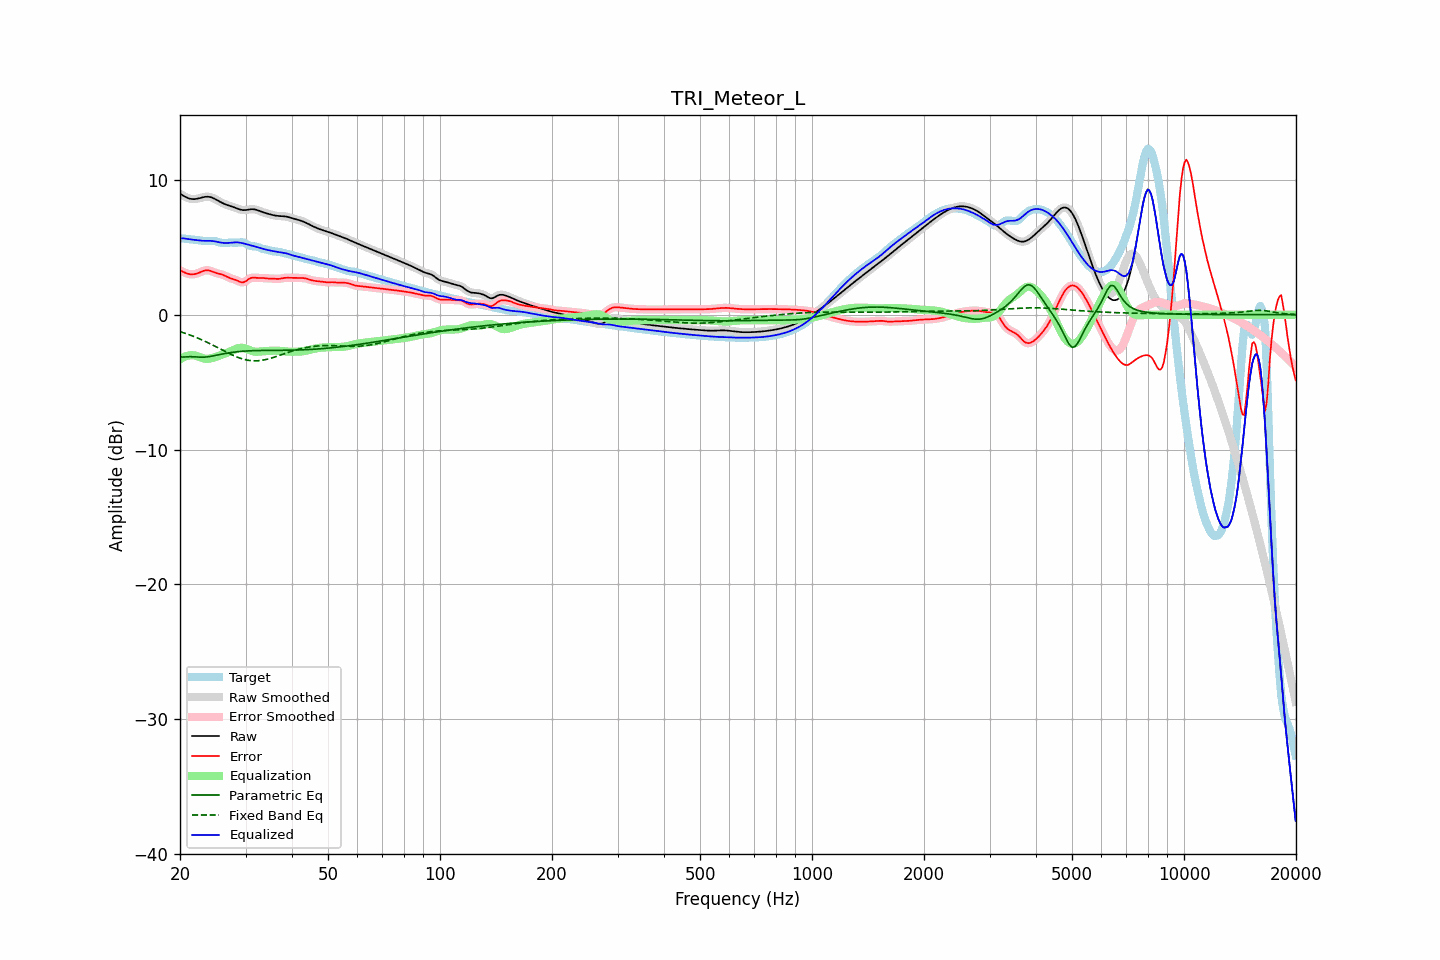 TRI_Meteor_L
Amplitude (dBr)
10
0
−10
−20
−30
−40
Target
Raw Smoothed
Error Smoothed
Raw
Error
Equalization
Parametric Eq
Fixed Band Eq
Equalized
20 50 100 200 500 1000 2000 5000 10000 20000
Frequency (Hz)